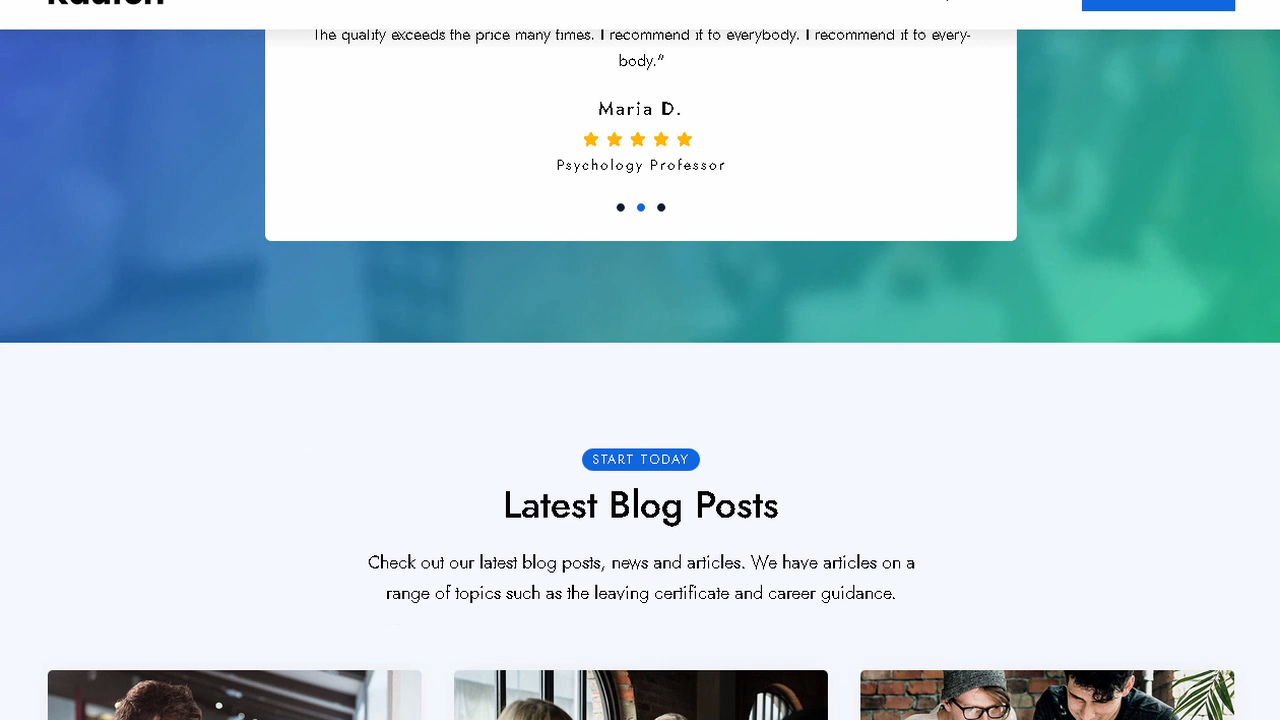 The quality exceeds the price many times. I recommend it to everybody. I recommend it to every-
body.”
Maria D.
Psychology Professor
START TODAY
Latest Blog Posts
Check out our latest blog posts, news and articles. We have articles on a
range of topics such as the leaving certificate and career guidance.